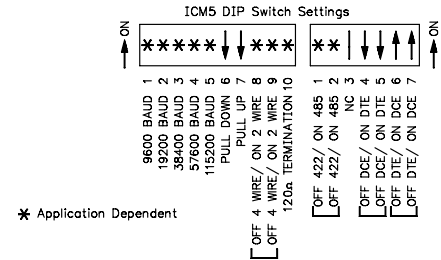 ICM5 DIP Switch Settings
ON
* * * * * * * *
* *
ON
9600 BAUD 1
19200 BAUD 2
38400 BAUD 3
57600 BAUD 4
115200 BAUD 5
PULL DOWN 6
PULL UP 7
OFF 4 WIRE/ ON 2 WIRE 8
OFF 4 WIRE/ ON 2 WIRE 9
120Ω TERMINATION 10
OFF 422/ ON 485 1
OFF 422/ ON 485 2
NC 3
OFF DCE/ ON DTE 4
OFF DCE/ ON DTE 5
OFF DTE/ ON DCE 6
OFF DTE/ ON DCE 7
* Application Dependent